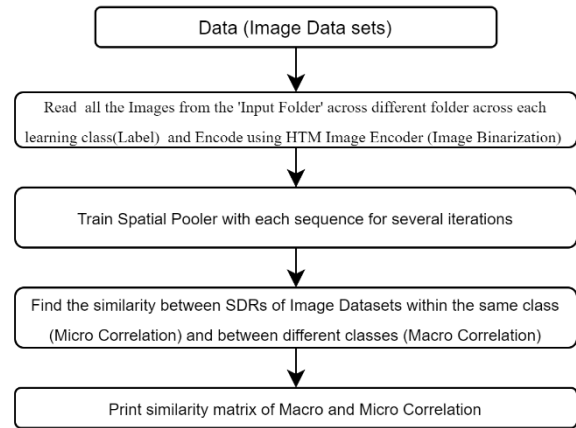 Data (Image Data sets)
Read all the Images from the 'Input Folder' across different folder across each
learning class(Label) and Encode using HTM Image Encoder (Image Binarization)
Train Spatial Pooler with each sequence for several iterations
Find the similarity between SDRs of Image Datasets within the same class
(Micro Correlation) and between different classes (Macro Correlation)
Print similarity matrix of Macro and Micro Correlation